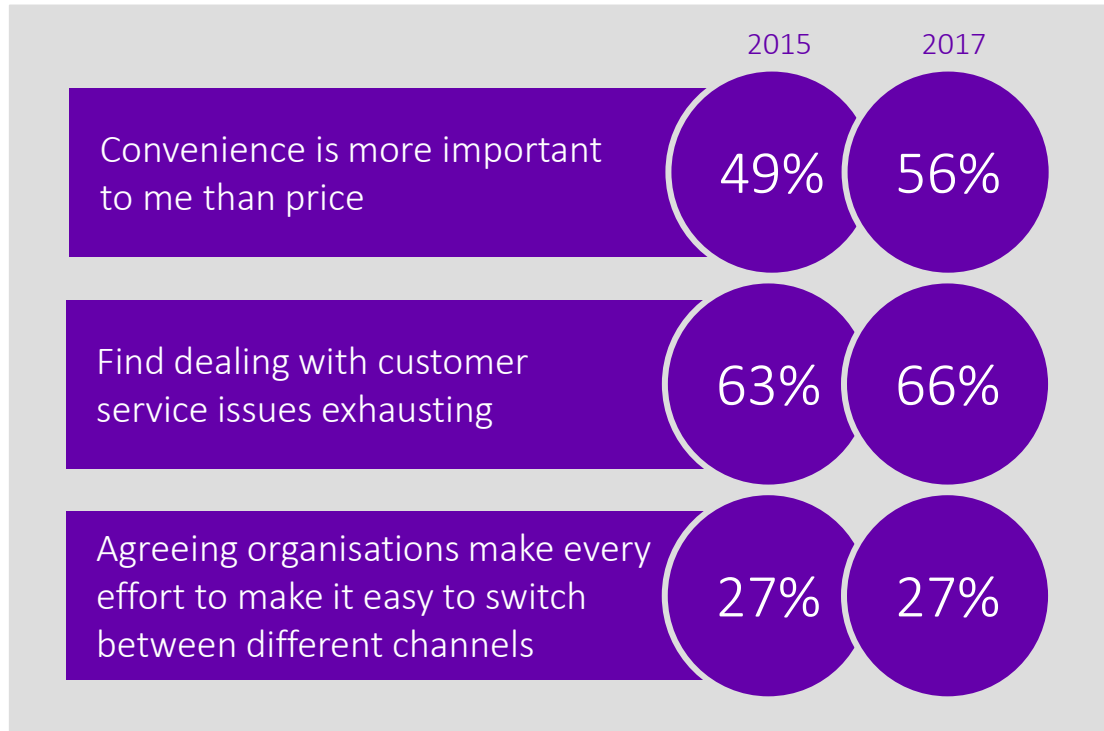 2015 2017
Convenience is more important
to me than price
49% 56%
Find dealing with customer
service issues exhausting
63% 66%
Agreeing organisations make every
effort to make it easy to switch
between different channels
27% 27%